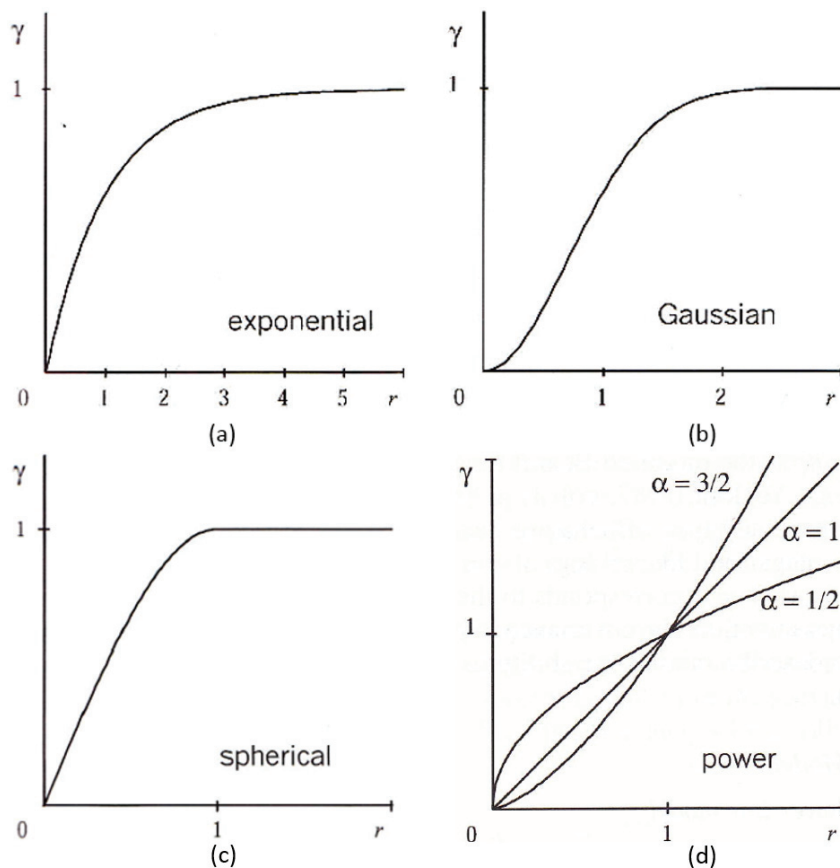 γ
1
exponential
0 1 2 3 4 5 r
(a)
γ
1
Gaussian
0 1 2 r
(b)
γ
1
spherical
0 1 r
(c)
γ
α = 3/2
α = 1
α = 1/2
1
power
0 1 r
(d)